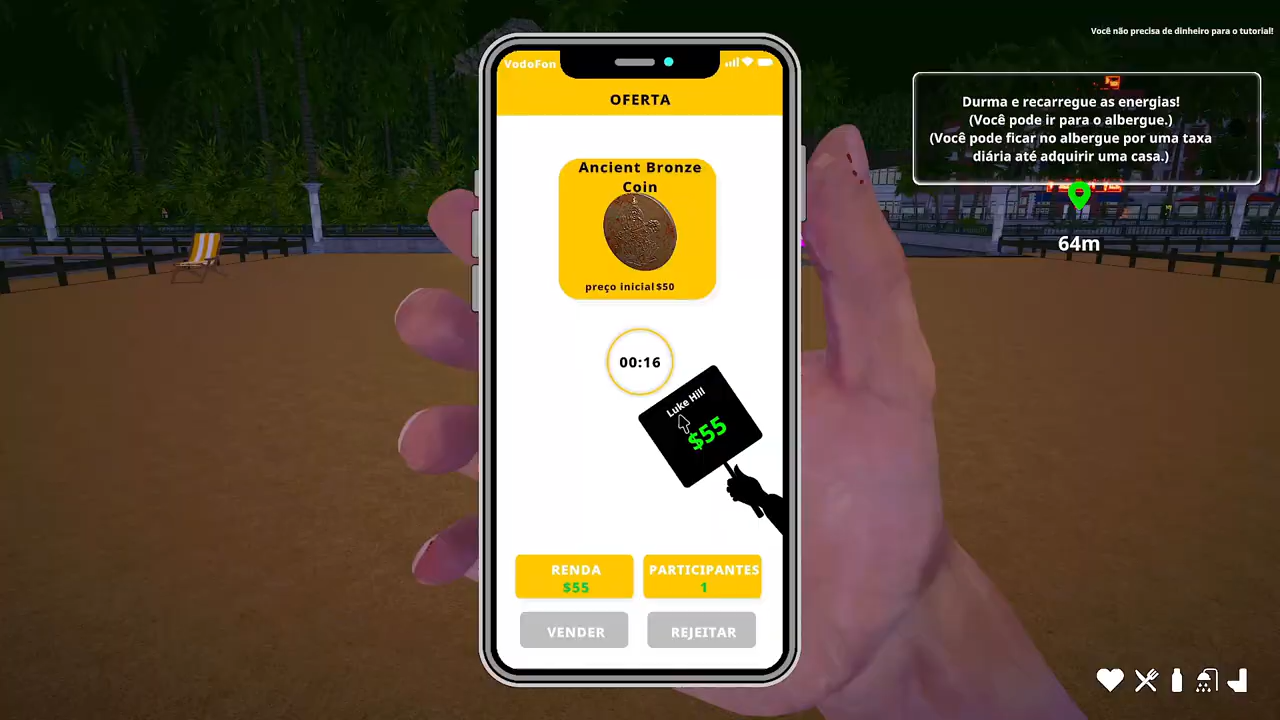 Você não precisa de dinheiro para o tutorial!
VodoFon
OFERTA
Ancient Bronze
Coin
preço inicial $50
00:16
Luke Hill
$55
RENDA
$55
PARTICIPANTES
1
VENDER
REJEITAR
Durma e recarregue as energias!
(Você pode ir para o albergue.)
(Você pode ficar no albergue por uma taxa
diária até adquirir uma casa.)
64m